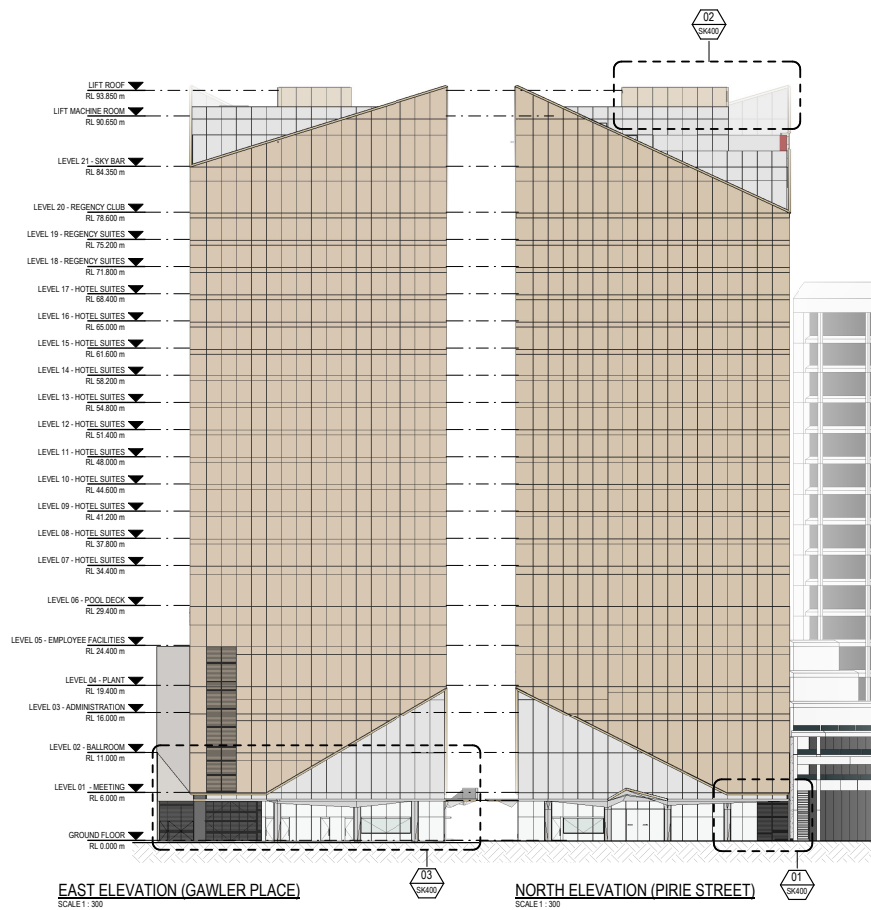 02
SK400
LIFT ROOF
RL 93.850 m
LIFT MACHINE ROOM
RL 90.650 m
LEVEL 21 - SKY BAR
RL 84.350 m
LEVEL 20 - REGENCY CLUB
RL 78.600 m
LEVEL 19 - REGENCY SUITES
RL 75.200 m
LEVEL 18 - REGENCY SUITES
RL 71.800 m
LEVEL 17 - HOTEL SUITES
RL 68.400 m
LEVEL 16 - HOTEL SUITES
RL 65.000 m
LEVEL 15 - HOTEL SUITES
RL 61.600 m
LEVEL 14 - HOTEL SUITES
RL 58.200 m
LEVEL 13 - HOTEL SUITES
RL 54.800 m
LEVEL 12 - HOTEL SUITES
RL 51.400 m
LEVEL 11 - HOTEL SUITES
RL 48.000 m
LEVEL 10 - HOTEL SUITES
RL 44.600 m
LEVEL 09 - HOTEL SUITES
RL 41.200 m
LEVEL 08 - HOTEL SUITES
RL 37.800 m
LEVEL 07 - HOTEL SUITES
RL 34.400 m
LEVEL 06 - POOL DECK
RL 29.400 m
LEVEL 05 - EMPLOYEE FACILITIES
RL 24.400 m
LEVEL 04 - PLANT
RL 19.400 m
LEVEL 03 - ADMINISTRATION
RL 16.000 m
LEVEL 02 - BALLROOM
RL 11.000 m
LEVEL 01 - MEETING
RL 6.000 m
GROUND FLOOR
RL 0.000 m
EAST ELEVATION (GAWLER PLACE)
SCALE 1 : 300
03
SK400
NORTH ELEVATION (PIRIE STREET)
SCALE 1 : 300
01
SK400